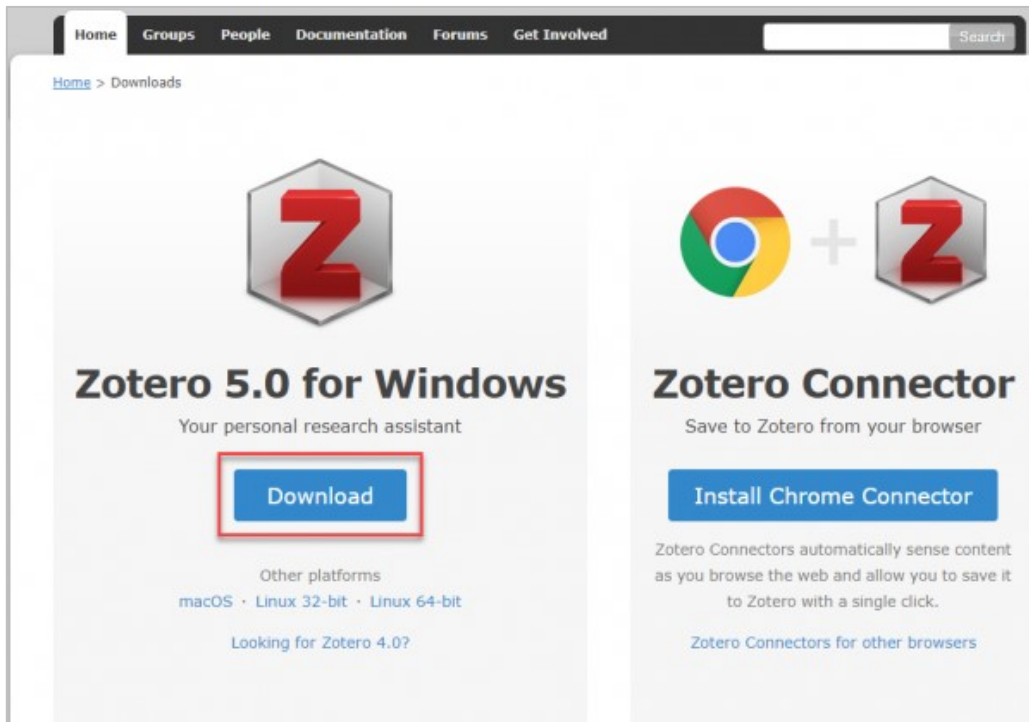 Home Groups People Documentation Forums Get Involved Search
Home > Downloads
Z
Z
Zotero 5.0 for Windows
Your personal research assistant
Download
Other platforms
macOS · Linux 32-bit · Linux 64-bit
Looking for Zotero 4.0?
Zotero Connector
Save to Zotero from your browser
Install Chrome Connector
Zotero Connectors automatically sense content
as you browse the web and allow you to save it
to Zotero with a single click.
Zotero Connectors for other browsers